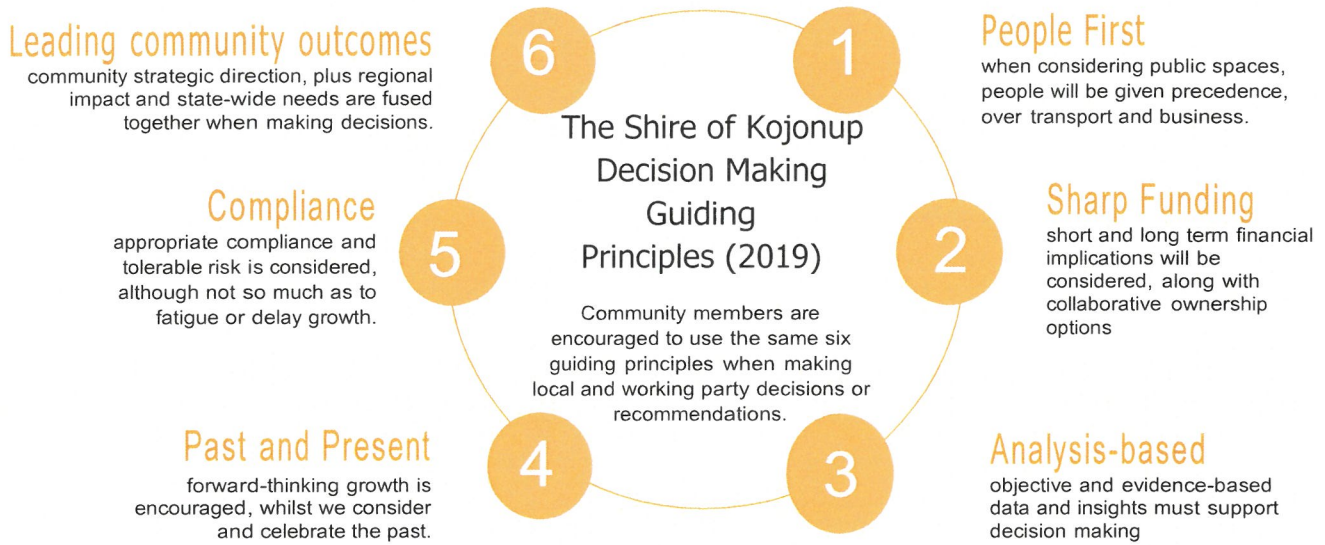 The Shire of Kojonup
Decision Making
Guiding
Principles (2019)
Community members are
encouraged to use the same six
guiding principles when making
local and working party decisions or
recommendations.
1
People First
when considering public spaces,
people will be given precedence,
over transport and business.
2
Sharp Funding
short and long term financial
implications will be
considered, along with
collaborative ownership
options
3
Analysis-based
objective and evidence-based
data and insights must support
decision making
4
Past and Present
forward-thinking growth is
encouraged, whilst we consider
and celebrate the past.
5
Compliance
appropriate compliance and
tolerable risk is considered,
although not so much as to
fatigue or delay growth.
6
Leading community outcomes
community strategic direction, plus regional
impact and state-wide needs are fused
together when making decisions.